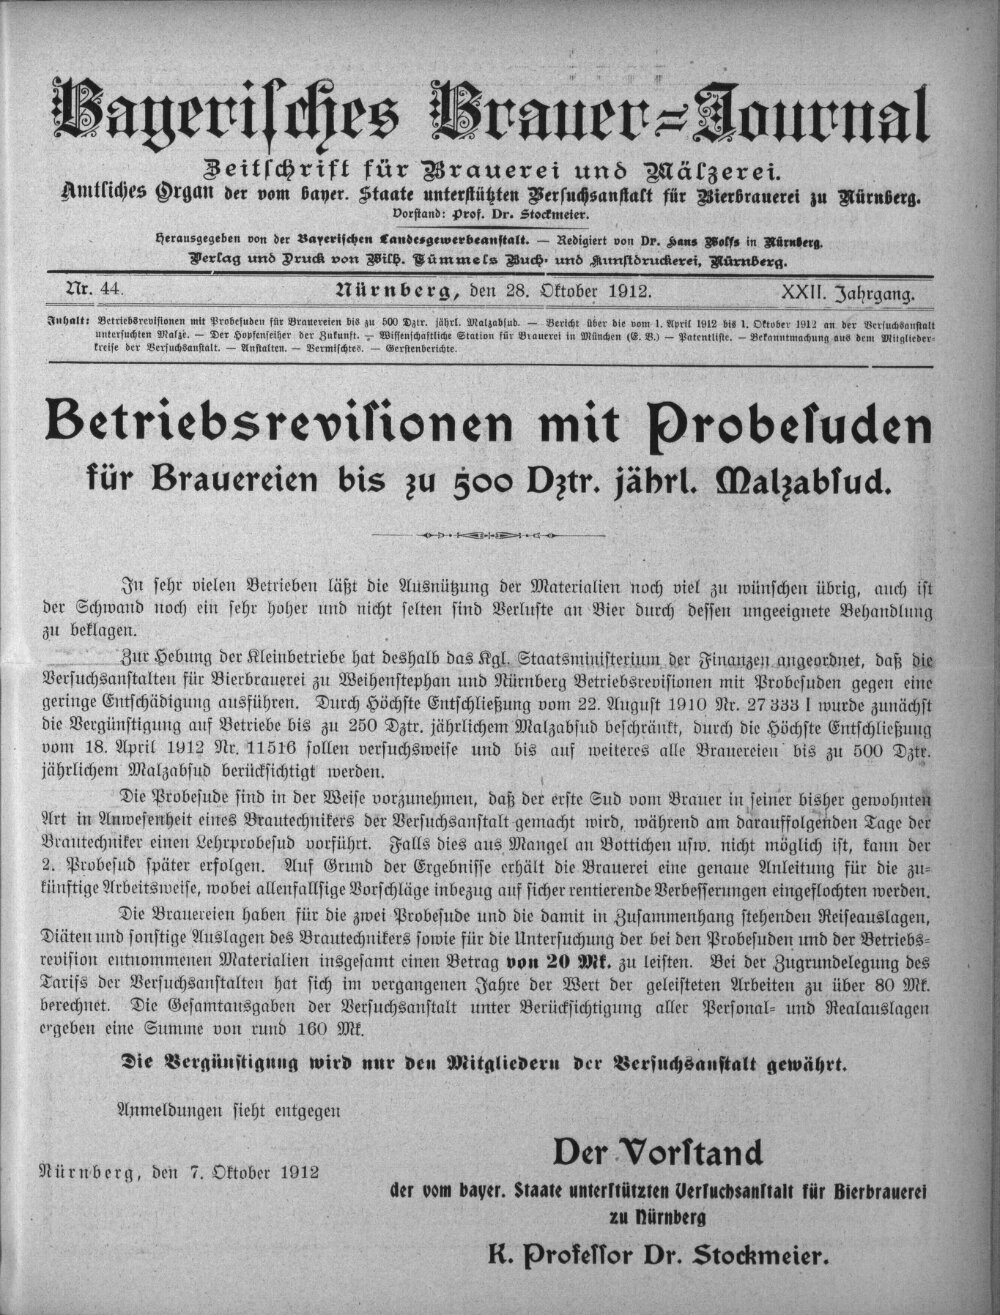 Bayerisches Brauer-Journal
Zeitschrift für Brauerei und Mälzerei.
Amtliches Organ der vom bayer. Staate unterstützten Versuchsanstalt für Bierbrauerei zu Nürnberg.
Vorstand: Prof. Dr. Stockmeier.
Herausgegeben von der Bayerischen Landesgewerbeanstalt. — Redigiert von Dr. Hans Wolfs in Nürnberg.
Verlag und Druck von Wilh. Tümmels Buch- und Kunstdruckerei, Nürnberg.
Nr. 44. Nürnberg, den 28. Oktober 1912. XXII. Jahrgang.
Inhalt: Betriebsrevisionen mit Probesuden für Brauereien bis zu 500 Dztr. jährl. Malzabsud. — Bericht über die vom 1. April 1912 bis 1. Oktober 1912 an der Versuchsanstalt
untersuchten Malze. — Der Hopfenseiher der Zukunft. — Wissenschaftliche Station für Brauerei in München (E. V.) — Patentliste. — Bekanntmachung aus dem Mitglieder-
kreise der Versuchsanstalt. — Anstalten. — Vermischtes. — Gerstenberichte.
Betriebsrevisionen mit Probesuden
für Brauereien bis zu 500 Dztr. jährl. Malzabsud.
In sehr vielen Betrieben läßt die Ausnützung der Materialien noch viel zu wünschen übrig, auch ist
der Schwand noch ein sehr hoher und nicht selten sind Verluste an Bier durch dessen ungeeignete Behandlung
zu beklagen.
Zur Hebung der Kleinbetriebe hat deshalb das Kgl. Staatsministerium der Finanzen angeordnet, daß die
Versuchsanstalten für Bierbrauerei zu Weihenstephan und Nürnberg Betriebsrevisionen mit Probesuden gegen eine
geringe Entschädigung ausführen. Durch Höchste Entschließung vom 22. August 1910 Nr. 27333 I wurde zunächst
die Vergünstigung auf Betriebe bis zu 250 Dztr. jährlichem Malzabsud beschränkt, durch die Höchste Entschließung
vom 18. April 1912 Nr. 11516 sollen versuchsweise und bis auf weiteres alle Brauereien bis zu 500 Dztr.
jährlichem Malzabsud berücksichtigt werden.
Die Probesude sind in der Weise vorzunehmen, daß der erste Sud vom Brauer in seiner bisher gewohnten
Art in Anwesenheit eines Brautechnikers der Versuchsanstalt gemacht wird, während am darauffolgenden Tage der
Brautechniker einen Lehrprobesud vorführt. Falls dies aus Mangel an Bottichen usw. nicht möglich ist, kann der
2. Probesud später erfolgen. Auf Grund der Ergebnisse erhält die Brauerei eine genaue Anleitung für die zu-
künftige Arbeitsweise, wobei allenfallsige Vorschläge inbezug auf sicher rentierende Verbesserungen eingeflochten werden.
Die Brauereien haben für die zwei Probesude und die damit in Zusammenhang stehenden Reiseauslagen,
Diäten und sonstige Auslagen des Brautechnikers sowie für die Untersuchung der bei den Probesuden und der Betriebs-
revision entnommenen Materialien insgesamt einen Betrag von 20 Mk. zu leisten. Bei der Zugrundelegung des
Tarifs der Versuchsanstalten hat sich im vergangenen Jahre der Wert der geleisteten Arbeiten zu über 80 Mk.
berechnet. Die Gesamtausgaben der Versuchsanstalt unter Berücksichtigung aller Personal- und Realauslagen
ergeben eine Summe von rund 160 Mk.
Die Vergünstigung wird nur den Mitgliedern der Versuchsanstalt gewährt.
Anmeldungen sieht entgegen
Der Vorstand
Nürnberg, den 7. Oktober 1912
der vom bayer. Staate unterstützten Versuchsanstalt für Bierbrauerei
zu Nürnberg
K. Professor Dr. Stockmeier.